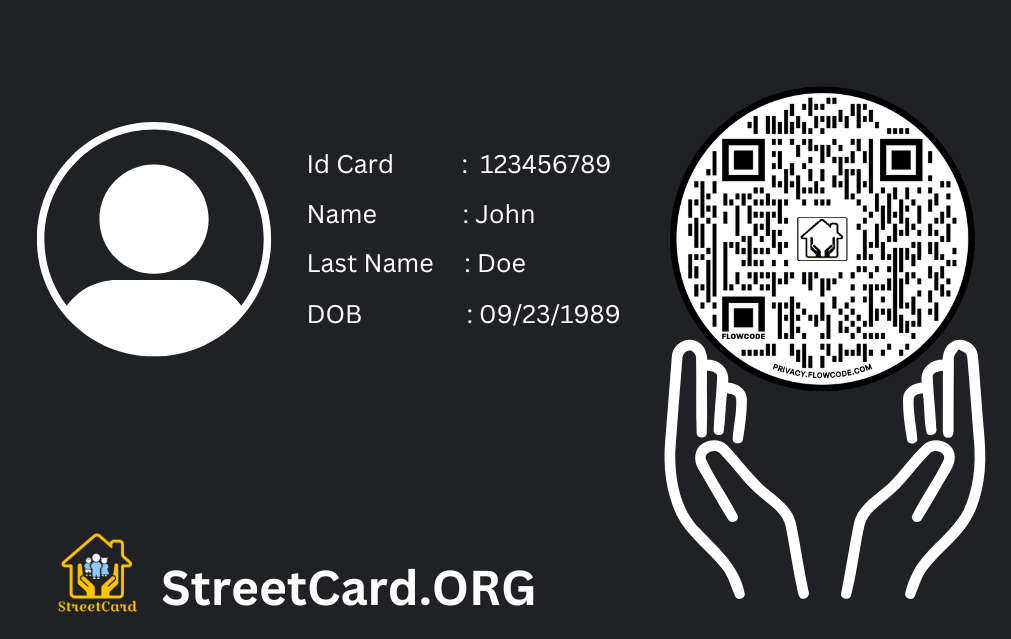 Id Card : 123456789
Name : John
Last Name : Doe
DOB : 09/23/1989
FLOWCODE
PRIVACY.FLOWCODE.COM
StreetCard
StreetCard.ORG